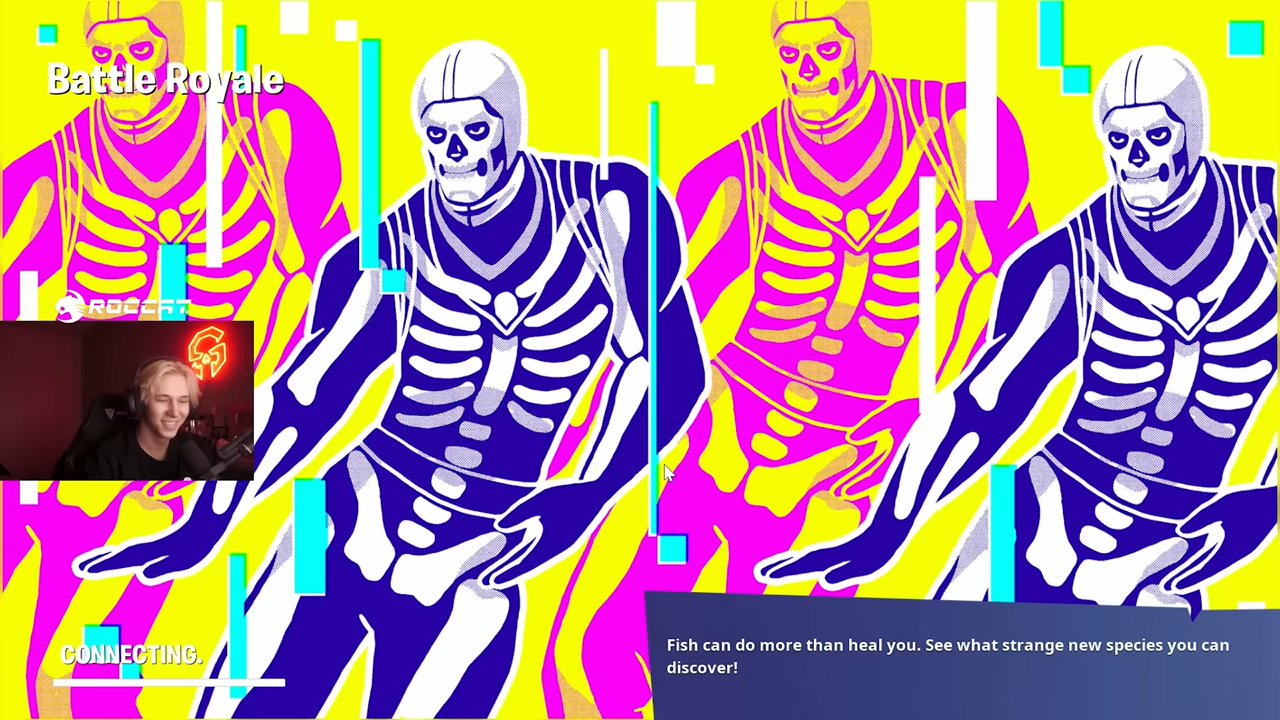 Battle Royale
ROCCAT
CONNECTING.
Fish can do more than heal you. See what strange new species you can
discover!